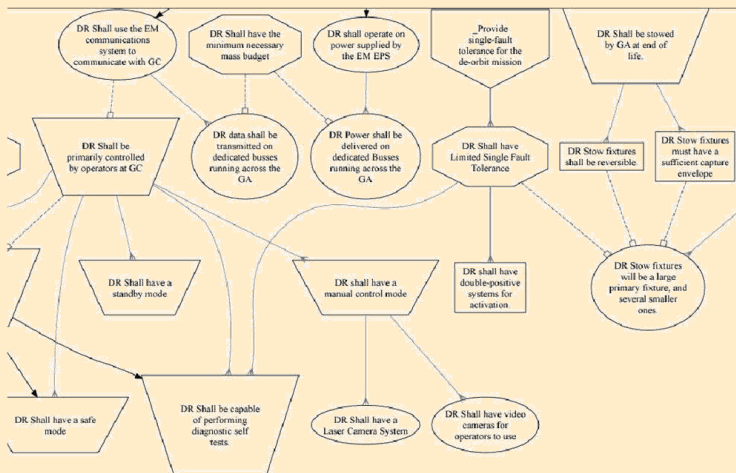 DR Shall use the EM
communications
system to
communicate with GC
DR Shall have the
minimum necessary
mass budget
DR shall operate on
power supplied by
the EM EPS
_Provide
single-fault
tolerance for the
de-orbit mission
DR Shall be stowed
by GA at end of
life.
DR Shall be
primarily controlled
by operators at GC
DR data shall be
transmitted on
dedicated busses
running across the
GA
DR Power shall be
delivered on
dedicated Busses
running across the
GA
DR Shall have
Limited Single Fault
Tolerance
DR Stow fixtures
shall be reversible.
DR Stow fixtures
must have a
sufficient capture
envelope
DR Shall have a
standby mode
DR shall have a
manual control mode
DR shall have
double-positive
systems for
activation.
DR Stow fixtures
will be a large
primary fixture, and
several smaller
ones.
DR Shall have a safe
mode
DR Shall be capable
of performing
diagnostic self
tests.
DR Shall have a
Laser Camera System
DR Shall have video
cameras for
operators to use